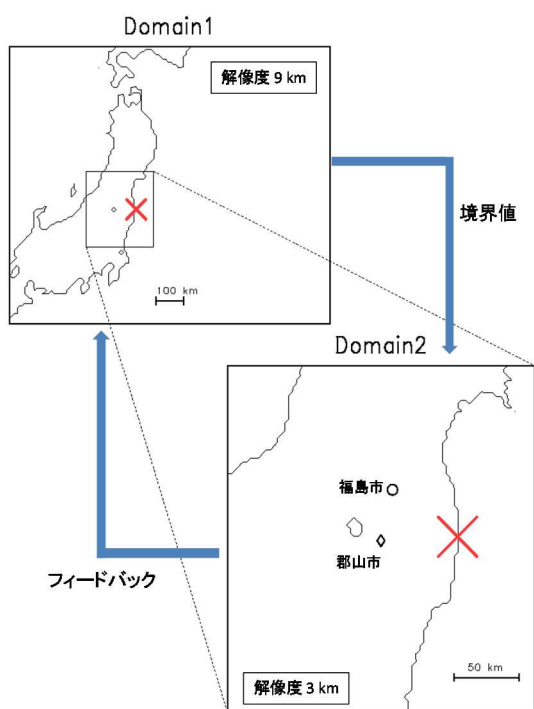 Domain1
解像度 9 km
境界値
100 km
Domain2
福島市
郡山市
フィードバック
50 km
解像度 3 km